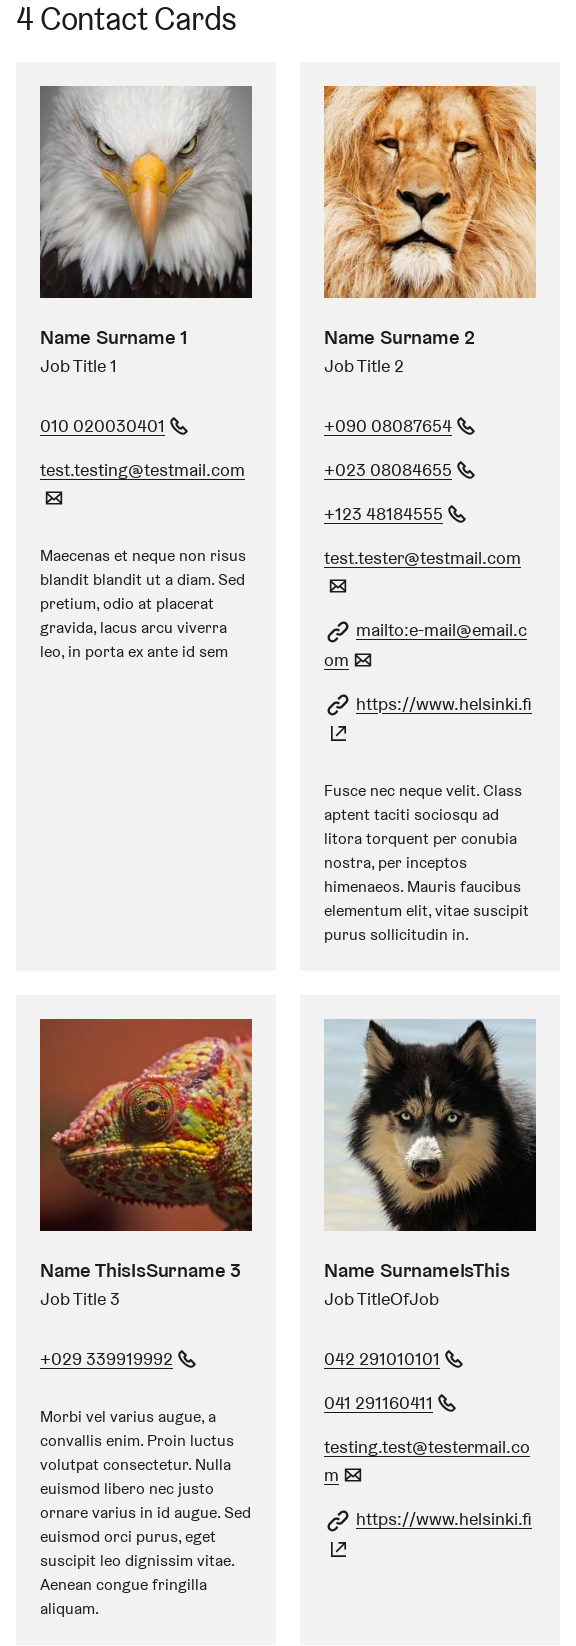 4 Contact Cards
Name Surname 1
Job Title 1
010 020030401
test.testing@testmail.com
Maecenas et neque non risus
blandit blandit ut a diam. Sed
pretium, odio at placerat
gravida, lacus arcu viverra
leo, in porta ex ante id sem
Name Surname 2
Job Title 2
+090 08087654
+023 08084655
+123 48184555
test.tester@testmail.com
mailto:e-mail@email.c
om
https://www.helsinki.fi
Fusce nec neque velit. Class
aptent taciti sociosqu ad
litora torquent per conubia
nostra, per inceptos
himenaeos. Mauris faucibus
elementum elit, vitae suscipit
purus sollicitudin in.
Name ThisIsSurname 3
Job Title 3
+029 339919992
Morbi vel varius augue, a
convallis enim. Proin luctus
volutpat consectetur. Nulla
euismod libero nec justo
ornare varius in id augue. Sed
euismod orci purus, eget
suscipit leo dignissim vitae.
Aenean congue fringilla
aliquam.
Name SurnameIsThis
Job TitleOfJob
042 291010101
041 291160411
testing.test@testermail.co
m
https://www.helsinki.fi